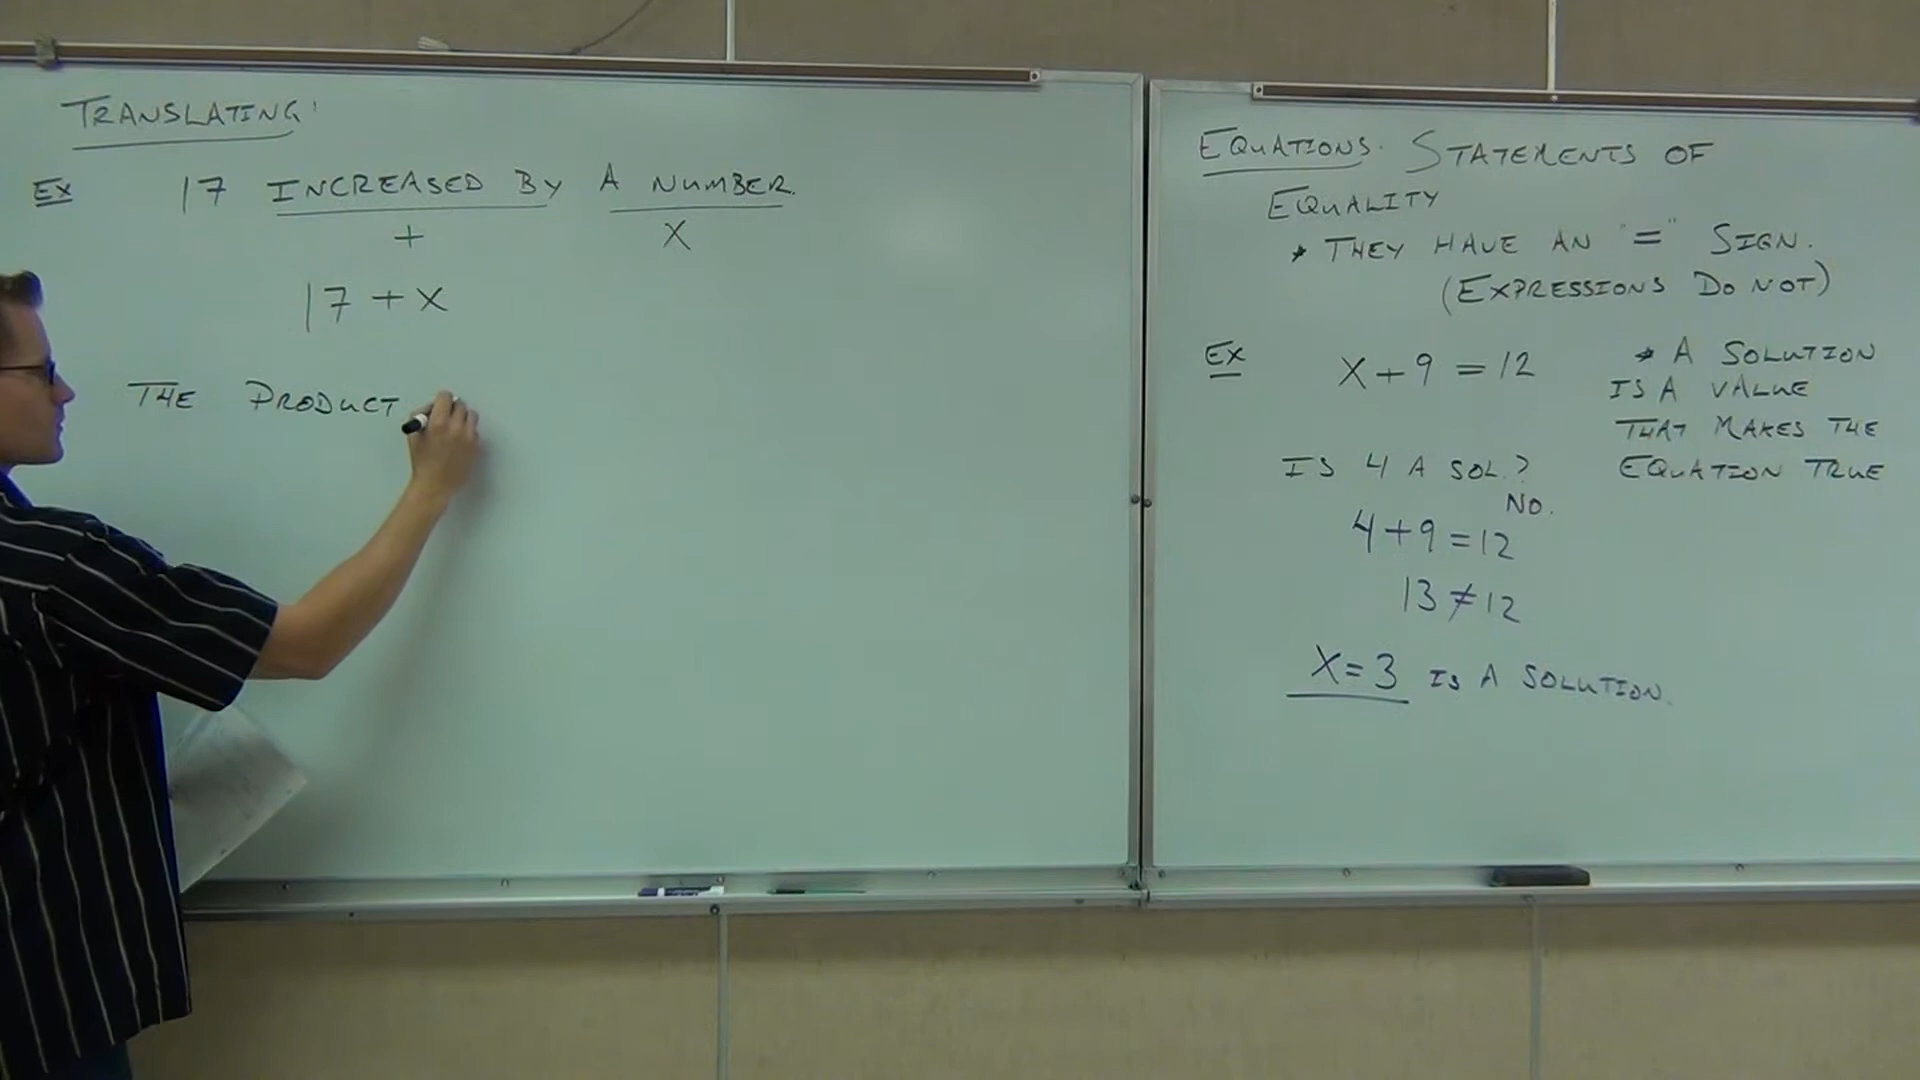 TRANSLATING:
EX 17 INCREASED BY A NUMBER.
+ X
17 + X
THE PRODUCT
EQUATIONS: STATEMENTS OF
EQUALITY
* THEY HAVE AN "=" SIGN.
(EXPRESSIONS DO NOT)
EX X + 9 = 12
* A SOLUTION
IS A VALUE
THAT MAKES THE
EQUATION TRUE
IS 4 A SOL.?
NO.
4 + 9 = 12
13 ≠ 12
X = 3 IS A SOLUTION.